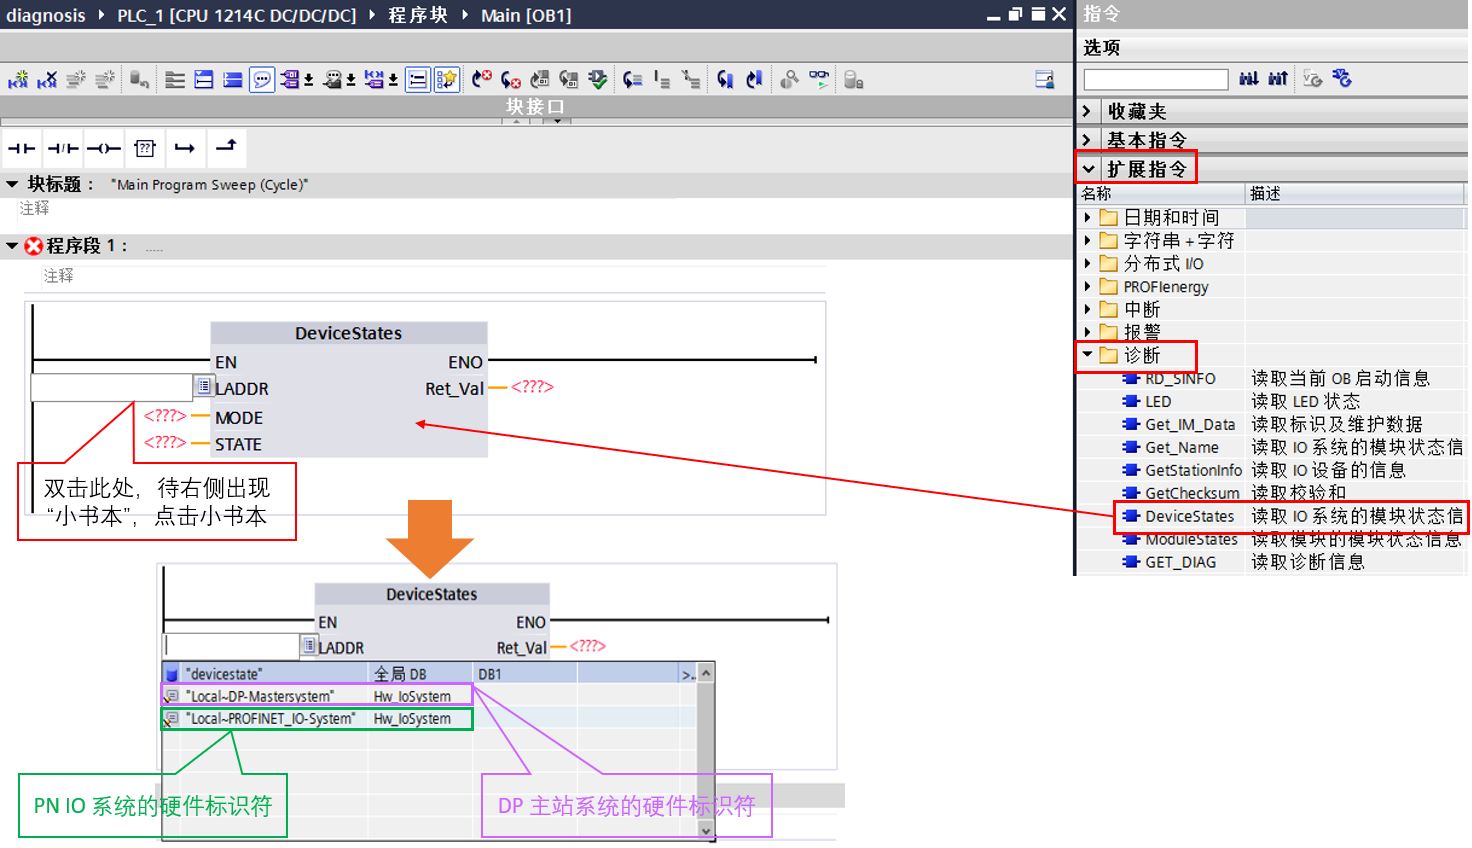 diagnosis ▸ PLC_1 [CPU 1214C DC/DC/DC] ▸ 程序块 ▸ Main [OB1]
块接口
块标题： "Main Program Sweep (Cycle)"
注释
程序段 1： .....
注释
DeviceStates
EN ENO
LADDR Ret_Val <???>
<???> MODE
<???> STATE
双击此处，待右侧出现
“小书本”，点击小书本
DeviceStates
EN ENO
LADDR Ret_Val <???>
"devicestate" 全局 DB DB1 >..
"Local~DP-Mastersystem" Hw_IoSystem
"Local~PROFINET_IO-System" Hw_IoSystem
PN IO 系统的硬件标识符
DP 主站系统的硬件标识符
指令
选项
收藏夹
基本指令
扩展指令
名称 描述
日期和时间
字符串 + 字符
分布式 I/O
PROFIenergy
中断
报警
诊断
RD_SINFO 读取当前 OB 启动信息
LED 读取 LED 状态
Get_IM_Data 读取标识及维护数据
Get_Name 读取 IO 系统的模块状态信
GetStationInfo 读取 IO 设备的信息
GetChecksum 读取校验和
DeviceStates 读取 IO 系统的模块状态信
ModuleStates 读取模块的模块状态信息
GET_DIAG 读取诊断信息